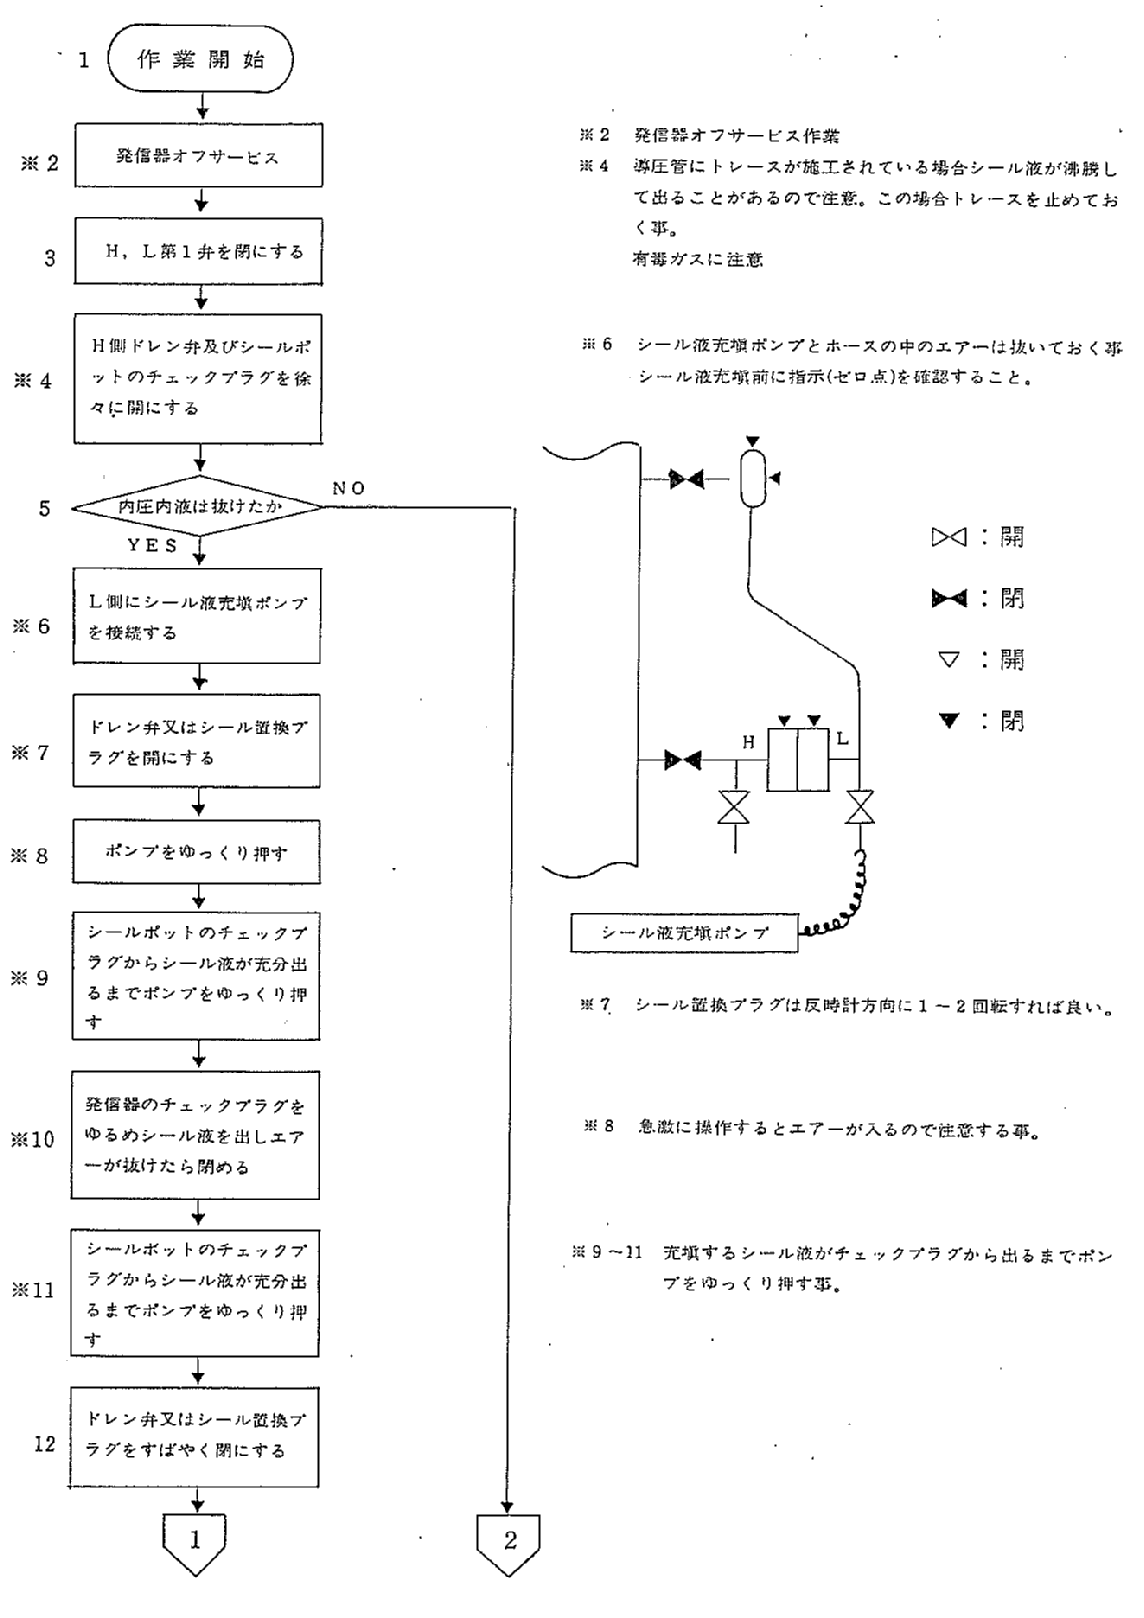 1 作業開始
※2 発信器オフサービス
3 H，L第1弁を閉にする
※4 H側ドレン弁及びシールポ
ットのチェックプラグを徐
々に開にする
5 内圧内液は抜けたか
NO
YES
※6 L側にシール液充塡ポンプ
を接続する
※7 ドレン弁又はシール置換プ
ラグを開にする
※8 ポンプをゆっくり押す
※9 シールポットのチェックプ
ラグからシール液が充分出
るまでポンプをゆっくり押
す
※10 発信器のチェックプラグを
ゆるめシール液を出しエア
ーが抜けたら閉める
※11 シールポットのチェックプ
ラグからシール液が充分出
るまでポンプをゆっくり押
す
12 ドレン弁又はシール置換プ
ラグをすばやく閉にする
1
2
※2 発信器オフサービス作業
※4 導圧管にトレースが施工されている場合シール液が沸騰し
て出ることがあるので注意。この場合トレースを止めてお
く事。
有毒ガスに注意
※6 シール液充塡ポンプとホースの中のエアーは抜いておく事
シール液充塡前に指示(ゼロ点)を確認すること。
：開
：閉
：開
：閉
H
L
シール液充塡ポンプ
※7 シール置換プラグは反時計方向に1～2回転すれば良い。
※8 急激に操作するとエアーが入るので注意する事。
※9～11 充塡するシール液がチェックプラグから出るまでポン
プをゆっくり押す事。